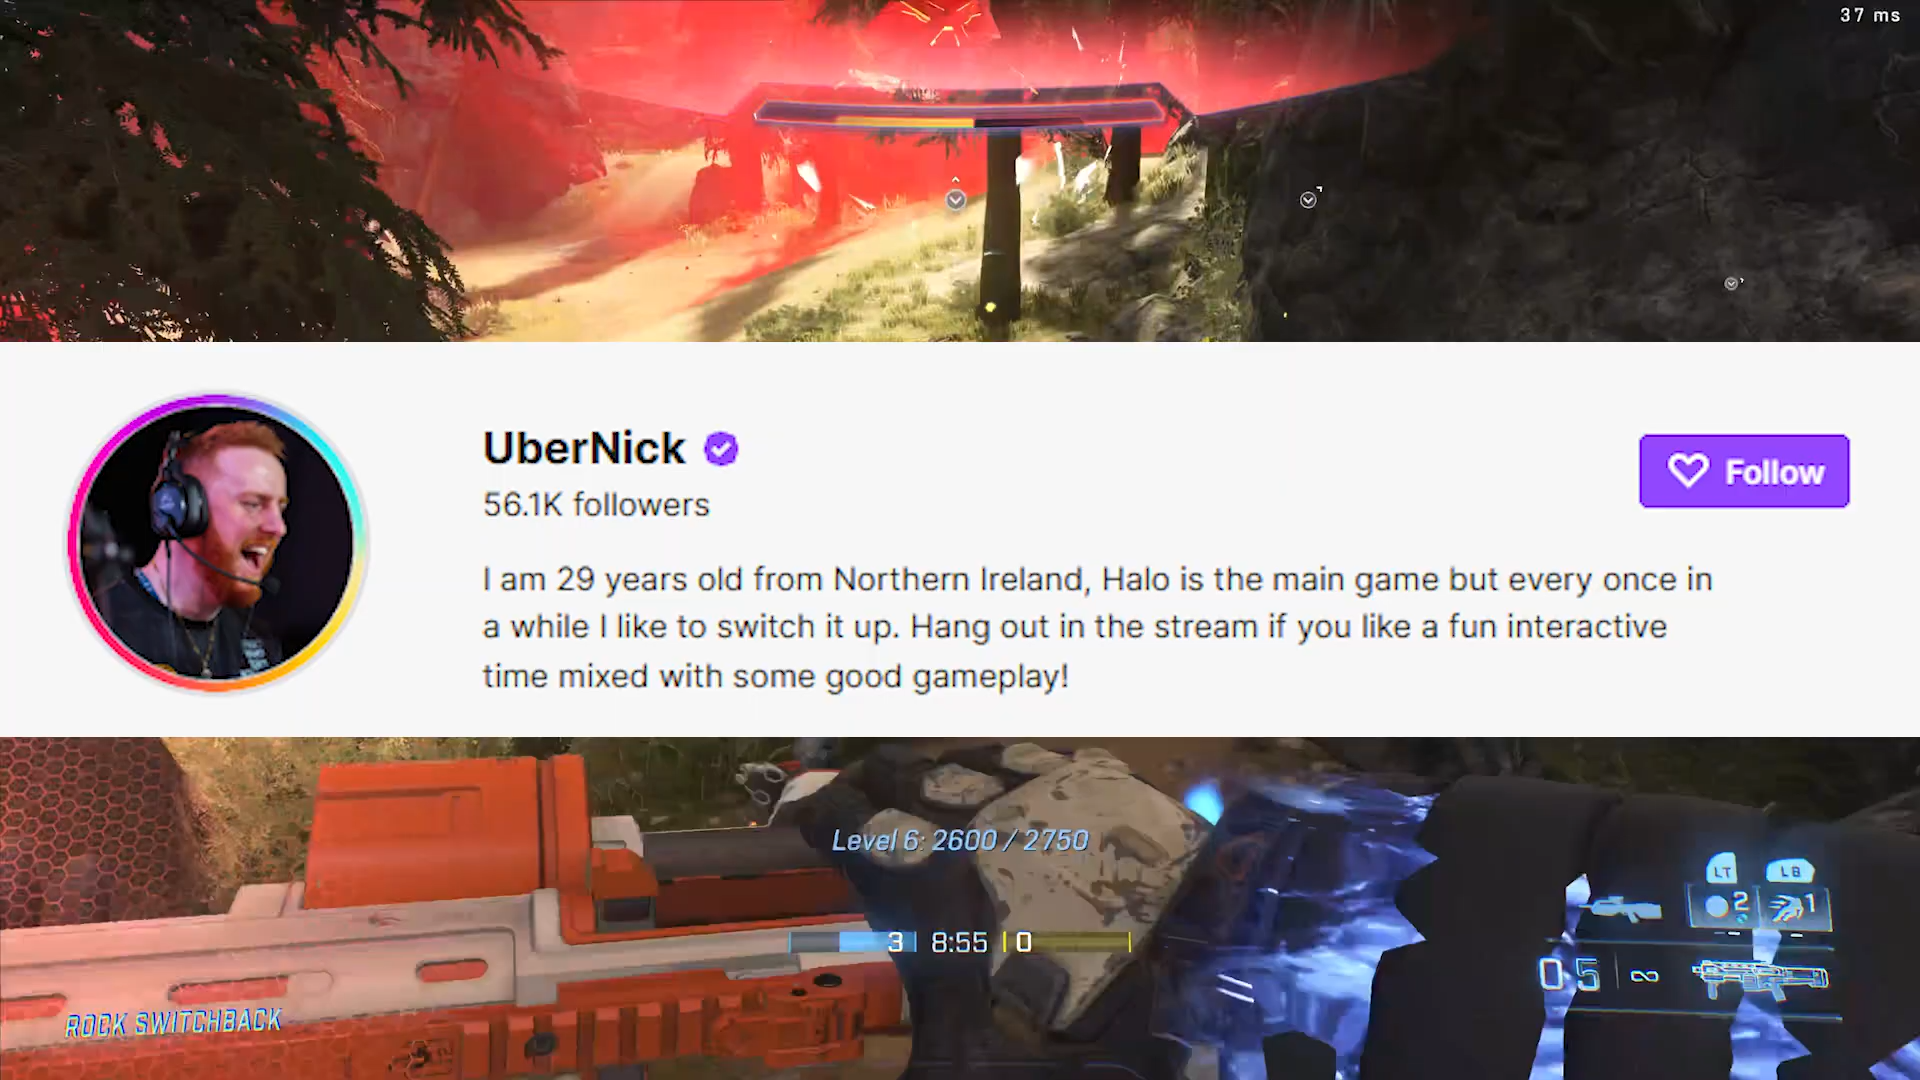 37 ms
UberNick
56.1K followers
Follow
I am 29 years old from Northern Ireland, Halo is the main game but every once in
a while I like to switch it up. Hang out in the stream if you like a fun interactive
time mixed with some good gameplay!
Level 6: 2600 / 2750
LT LB
2 1
3 8:55 0
05 ∞
ROCK SWITCHBACK